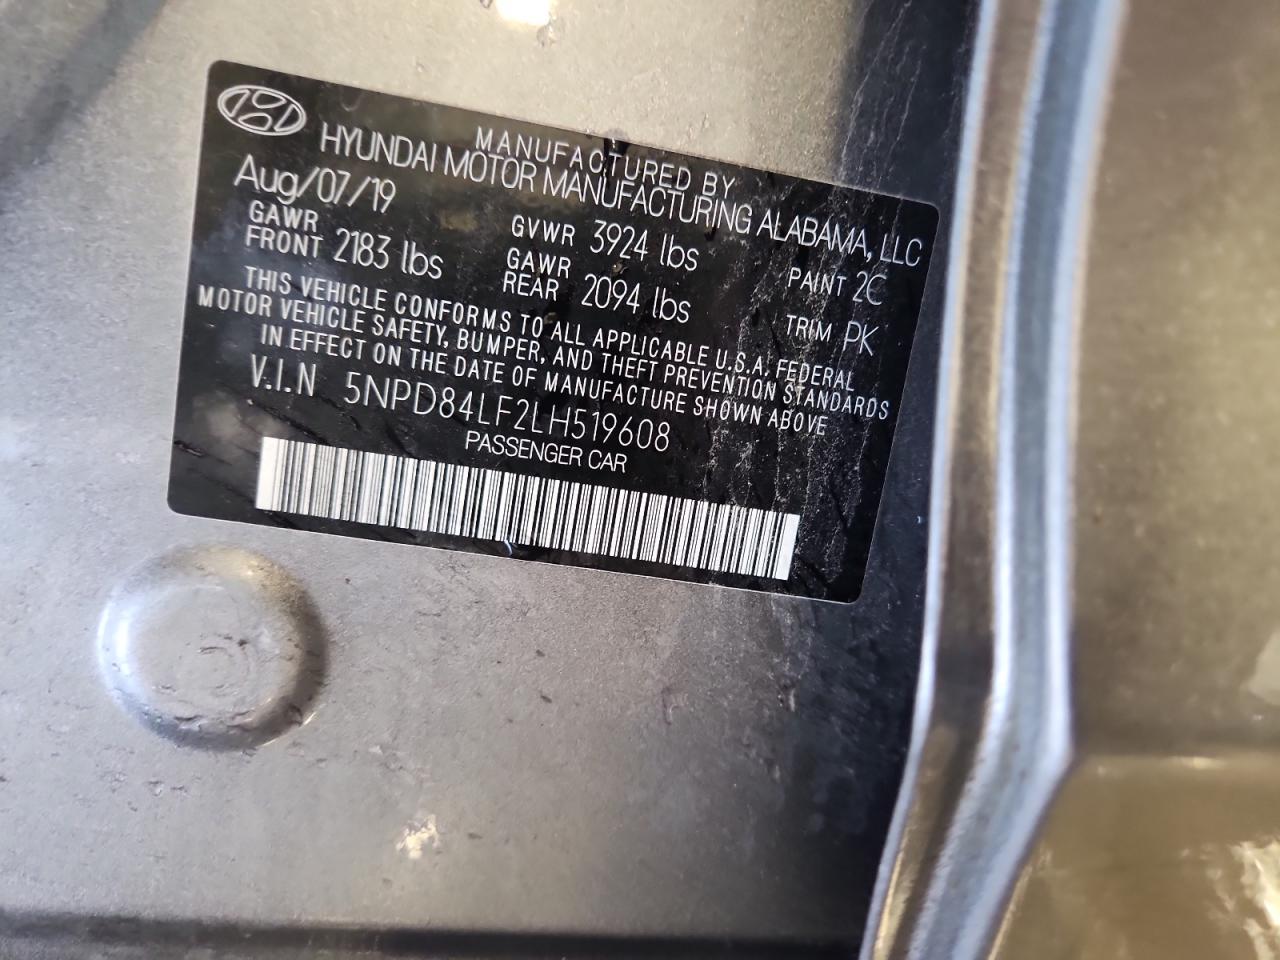 MANUFACTURED BY
HYUNDAI MOTOR MANUFACTURING ALABAMA, LLC
Aug/07/19
GAWR FRONT 2183 lbs
GVWR 3924 lbs
GAWR REAR 2094 lbs
PAINT 2C
TRIM PK
THIS VEHICLE CONFORMS TO ALL APPLICABLE U.S.A. FEDERAL
MOTOR VEHICLE SAFETY, BUMPER, AND THEFT PREVENTION STANDARDS
IN EFFECT ON THE DATE OF MANUFACTURE SHOWN ABOVE
V.I.N 5NPD84LF2LH519608
PASSENGER CAR